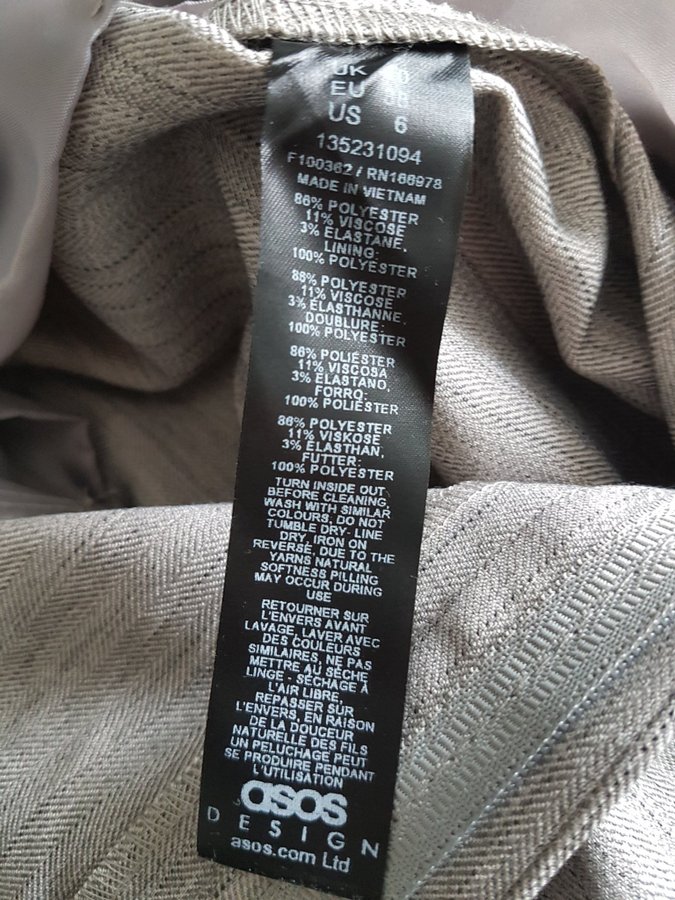 UK
EU
US 6
135231094
F100362 / RN166978
MADE IN VIETNAM
86% POLYESTER
11% VISCOSE
3% ELASTANE,
LINING:
100% POLYESTER
86% POLYESTER
11% VISCOSE
3% ELASTHANNE,
DOUBLURE:
100% POLYESTER
86% POLIÉSTER
11% VISCOSA
3% ELASTANO,
FORRO:
100% POLIÉSTER
86% POLYESTER
11% VISKOSE
3% ELASTHAN,
FUTTER:
100% POLYESTER
TURN INSIDE OUT
BEFORE CLEANING,
WASH WITH SIMILAR
COLOURS, DO NOT
TUMBLE DRY- LINE
DRY, IRON ON
REVERSE, DUE TO THE
YARNS NATURAL
SOFTNESS PILLING
MAY OCCUR DURING
USE
RETOURNER SUR
L'ENVERS AVANT
LAVAGE, LAVER AVEC
DES COULEURS
SIMILAIRES, NE PAS
METTRE AU SÈCHE
LINGE - SÉCHAGE À
L'AIR LIBRE,
REPASSER SUR
L'ENVERS, EN RAISON
DE LA DOUCEUR
NATURELLE DES FILS
UN PELUCHAGE PEUT
SE PRODUIRE PENDANT
L'UTILISATION
asos
DESIGN
asos.com Ltd